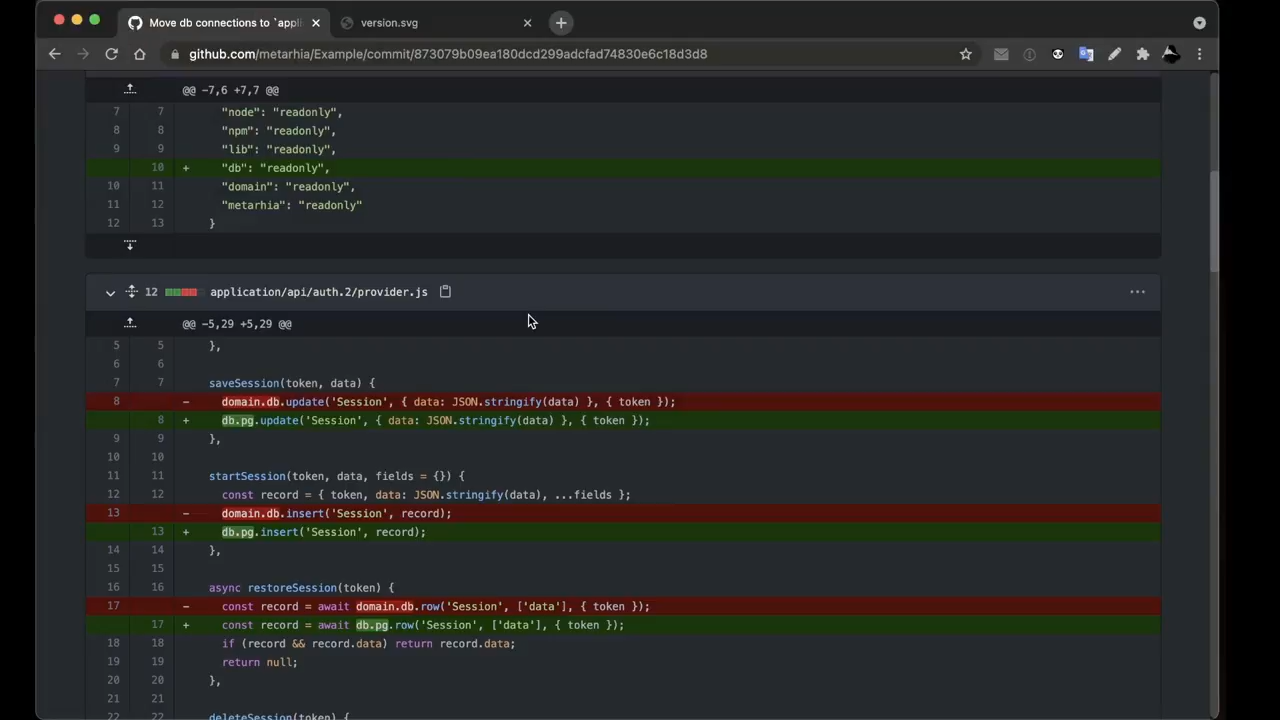 Move db connections to `appli
version.svg
github.com/metarhia/Example/commit/873079b09ea180dcd299adcfad74830e6c18d3d8
@@ -7,6 +7,7 @@
7 7 "node": "readonly",
8 8 "npm": "readonly",
9 9 "lib": "readonly",
10 + "db": "readonly",
10 11 "domain": "readonly",
11 12 "metarhia": "readonly"
12 13 }
12 application/api/auth.2/provider.js
@@ -5,29 +5,29 @@
5 5 },
6 6
7 7 saveSession(token, data) {
8 - domain.db.update('Session', { data: JSON.stringify(data) }, { token });
8 + db.pg.update('Session', { data: JSON.stringify(data) }, { token });
9 9 },
10 10
11 11 startSession(token, data, fields = {}) {
12 12 const record = { token, data: JSON.stringify(data), ...fields };
13 - domain.db.insert('Session', record);
13 + db.pg.insert('Session', record);
14 14 },
15 15
16 16 async restoreSession(token) {
17 - const record = await domain.db.row('Session', ['data'], { token });
17 + const record = await db.pg.row('Session', ['data'], { token });
18 18 if (record && record.data) return record.data;
19 19 return null;
20 20 },
21 21
22 22 deleteSession(token) {